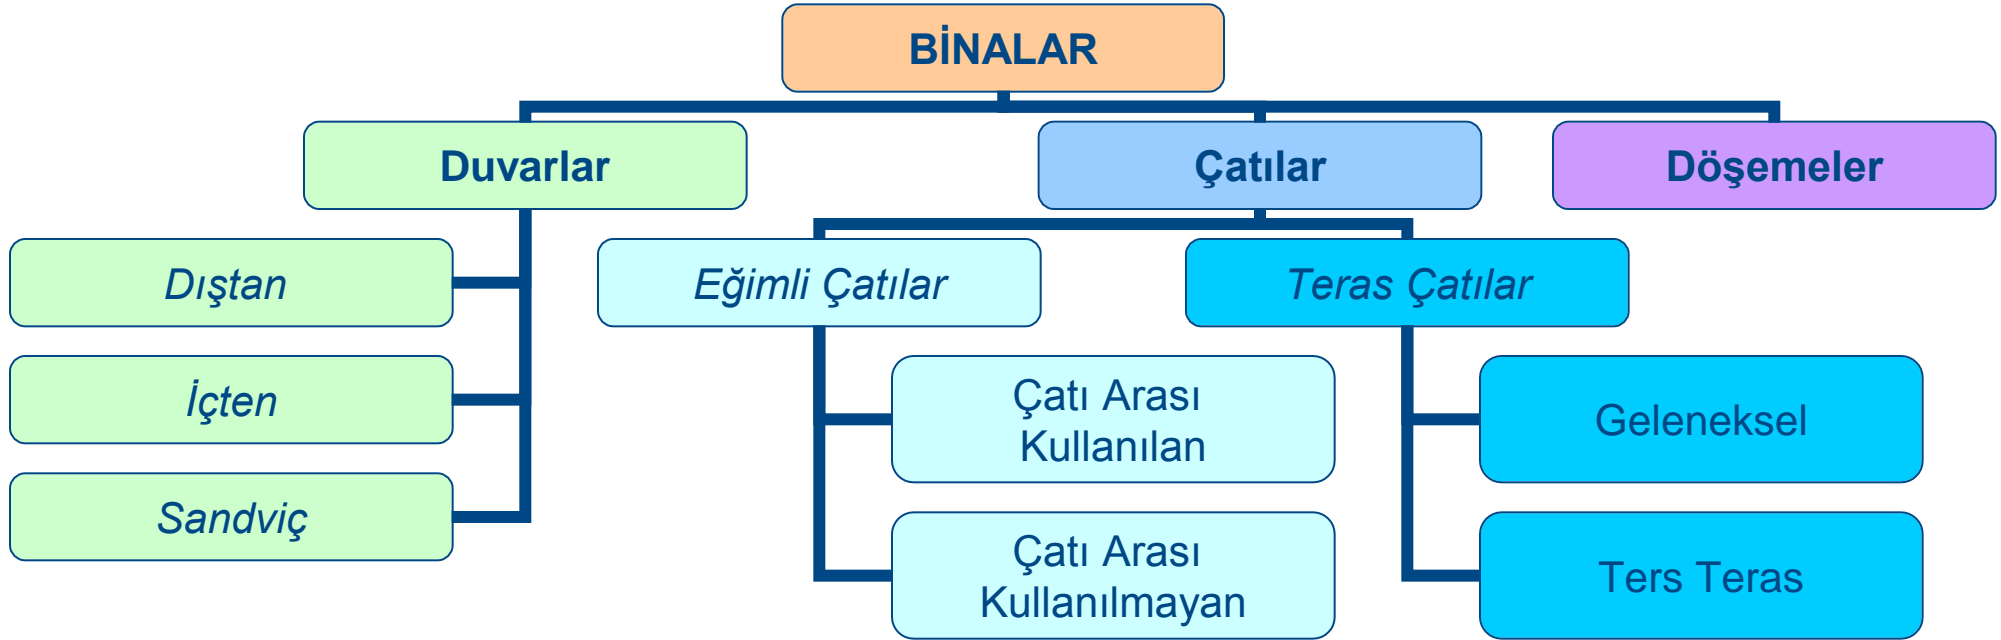 BİNALAR
Duvarlar
Çatılar
Döşemeler
Dıştan
Eğimli Çatılar
Teras Çatılar
İçten
Çatı Arası
Kullanılan
Geleneksel
Sandviç
Çatı Arası
Kullanılmayan
Ters Teras